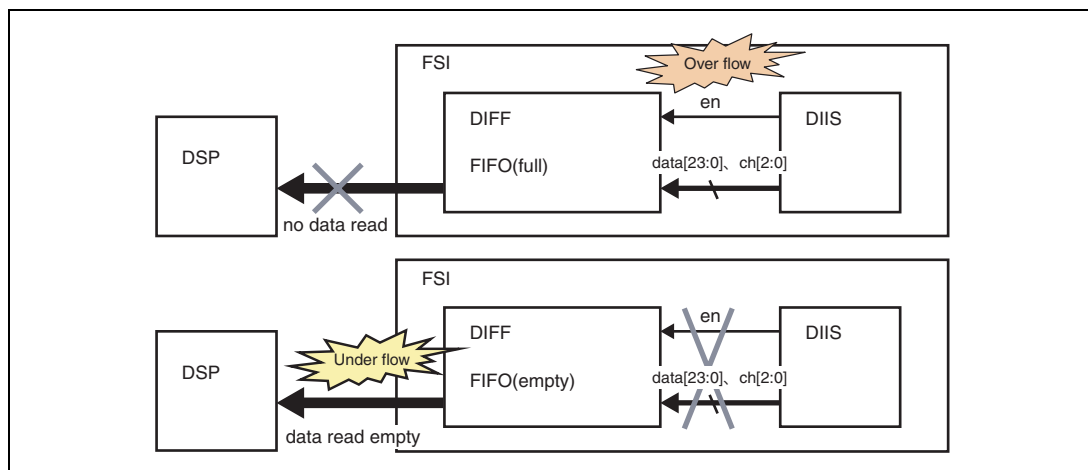 FSI
Over flow
en
DIFF
DIIS
DSP
FIFO(full)
data[23:0]、ch[2:0]
no data read
FSI
en
DIFF
DIIS
Under flow
DSP
FIFO(empty)
data[23:0]、ch[2:0]
data read empty